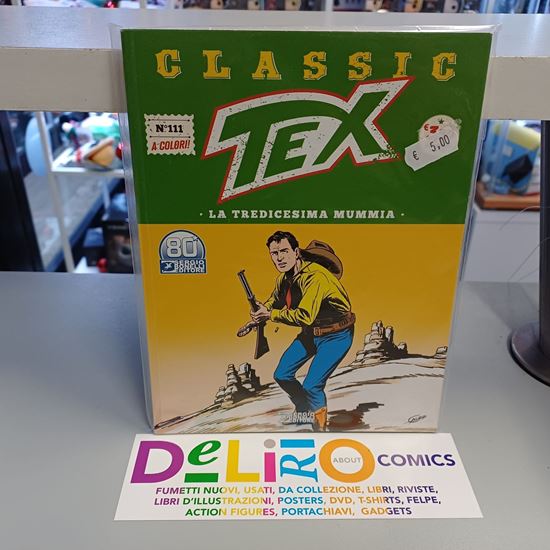 CLASSIC
N°111
A COLORI!
TEX
€ 5,00
· LA TREDICESIMA MUMMIA ·
80
SERGIO BONELLI
EDITORE
DeLiRiO ABOUT COMICS
FUMETTI NUOVI, USATI, DA COLLEZIONE, LIBRI, RIVISTE,
LIBRI D'ILLUSTRAZIONI, POSTERS, DVD, T-SHIRTS, FELPE,
ACTION FIGURES, PORTACHIAVI, GADGETS